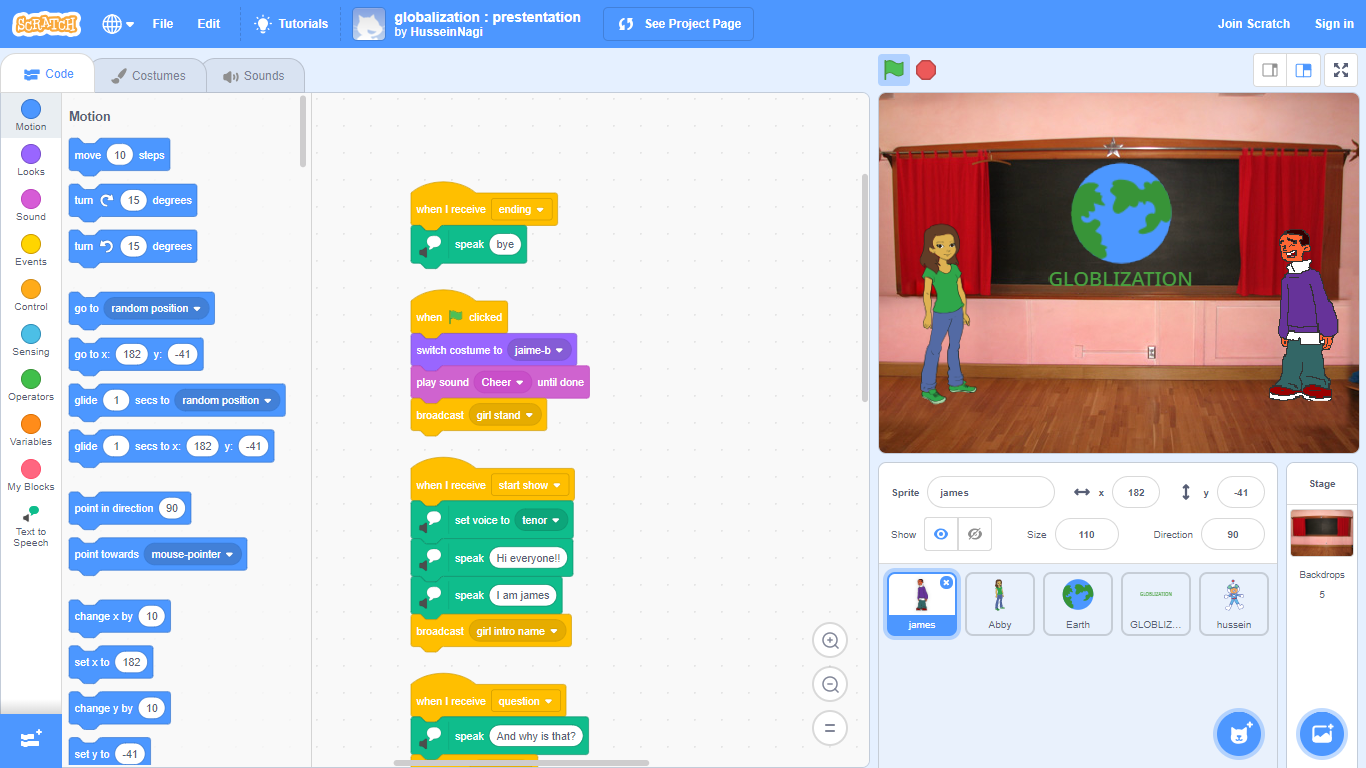 SCRATCH
File
Edit
Tutorials
globalization : prestentation
by HusseinNagi
See Project Page
Join Scratch
Sign in
Code
Costumes
Sounds
Motion
Looks
Sound
Events
Control
Sensing
Operators
Variables
My Blocks
Text to
Speech
Motion
move 10 steps
turn 15 degrees
turn 15 degrees
go to random position
go to x: 182 y: -41
glide 1 secs to random position
glide 1 secs to x: 182 y: -41
point in direction 90
point towards mouse-pointer
change x by 10
set x to 182
change y by 10
set y to -41
when I receive ending
speak bye
when clicked
switch costume to jaime-b
play sound Cheer until done
broadcast girl stand
when I receive start show
set voice to tenor
speak Hi everyone!!
speak I am james
broadcast girl intro name
when I receive question
speak And why is that?
GLOBLIZATION
Sprite james x 182 y -41
Show Size 110 Direction 90
james
Abby
Earth
GLOBLIZATION
GLOBLIZ...
hussein
Stage
Backdrops
5